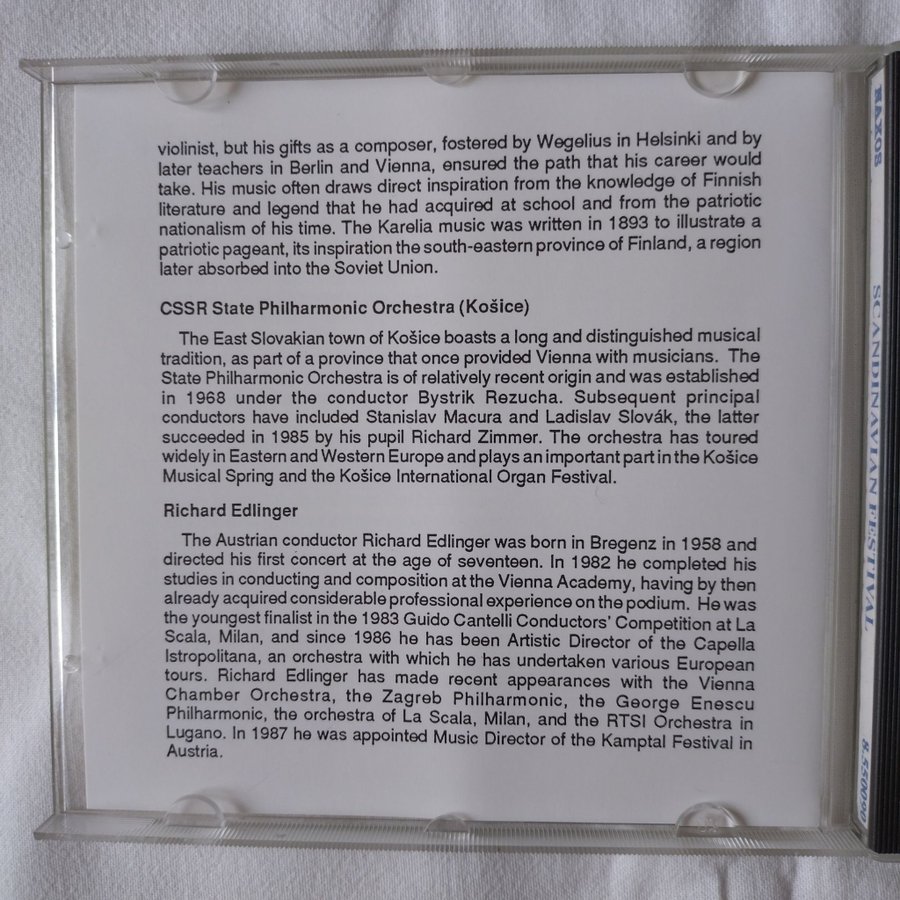 violinist, but his gifts as a composer, fostered by Wegelius in Helsinki and by
later teachers in Berlin and Vienna, ensured the path that his career would
take. His music often draws direct inspiration from the knowledge of Finnish
literature and legend that he had acquired at school and from the patriotic
nationalism of his time. The Karelia music was written in 1893 to illustrate a
patriotic pageant, its inspiration the south-eastern province of Finland, a region
later absorbed into the Soviet Union.
CSSR State Philharmonic Orchestra (Košice)
The East Slovakian town of Košice boasts a long and distinguished musical
tradition, as part of a province that once provided Vienna with musicians. The
State Philharmonic Orchestra is of relatively recent origin and was established
in 1968 under the conductor Bystrik Rezucha. Subsequent principal
conductors have included Stanislav Macura and Ladislav Slovák, the latter
succeeded in 1985 by his pupil Richard Zimmer. The orchestra has toured
widely in Eastern and Western Europe and plays an important part in the Košice
Musical Spring and the Košice International Organ Festival.
Richard Edlinger
The Austrian conductor Richard Edlinger was born in Bregenz in 1958 and
directed his first concert at the age of seventeen. In 1982 he completed his
studies in conducting and composition at the Vienna Academy, having by then
already acquired considerable professional experience on the podium. He was
the youngest finalist in the 1983 Guido Cantelli Conductors' Competition at La
Scala, Milan, and since 1986 he has been Artistic Director of the Capella
Istropolitana, an orchestra with which he has undertaken various European
tours. Richard Edlinger has made recent appearances with the Vienna
Chamber Orchestra, the Zagreb Philharmonic, the George Enescu
Philharmonic, the orchestra of La Scala, Milan, and the RTSI Orchestra in
Lugano. In 1987 he was appointed Music Director of the Kamptal Festival in
Austria.
NAXOS
SCANDINAVIAN FESTIVAL
8.550090